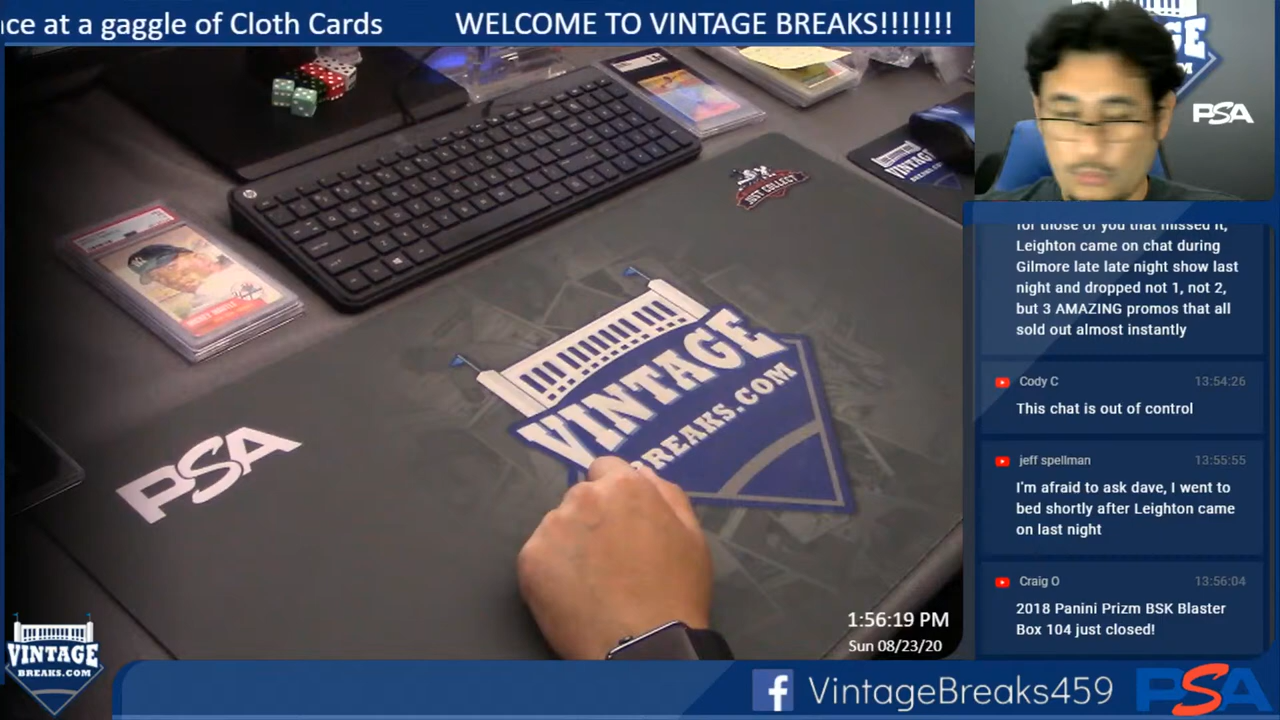 ce at a gaggle of Cloth Cards
WELCOME TO VINTAGE BREAKS!!!!!!!
PSA
JUST COLLECT
VINTAGE
VINTAGE
BREAKS.COM
PSA
1:56:19 PM
Sun 08/23/20
for those of you that missed it,
Leighton came on chat during
Gilmore late late night show last
night and dropped not 1, not 2,
but 3 AMAZING promos that all
sold out almost instantly
Cody C 13:54:26
This chat is out of control
jeff spellman 13:55:55
I'm afraid to ask dave, I went to
bed shortly after Leighton came
on last night
Craig O 13:56:04
2018 Panini Prizm BSK Blaster
Box 104 just closed!
VINTAGE
BREAKS.COM
f VintageBreaks459
PSA